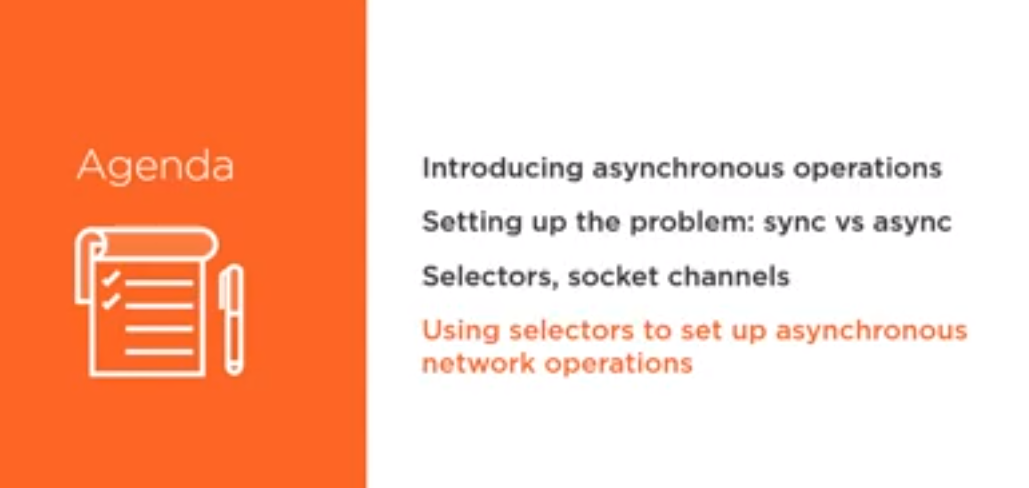 Agenda
Introducing asynchronous operations
Setting up the problem: sync vs async
Selectors, socket channels
Using selectors to set up asynchronous
network operations